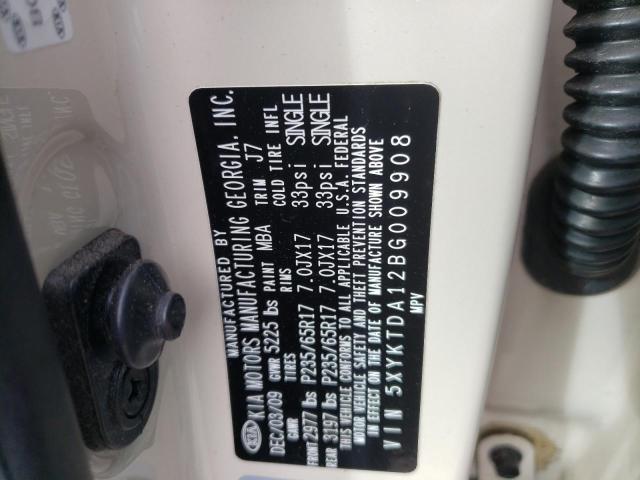 MANUFACTURED BY
KIA MOTORS MANUFACTURING GEORGIA, INC.
DEC/08/09 GVWR 5225 lbs PAINT MBA TRIM J7
GAWR TIRES RIMS COLD TIRE INFL
FRONT 2977 lbs P235/65R17 7.0JX17 33psi SINGLE
REAR 3197 lbs P235/65R17 7.0JX17 33psi SINGLE
THIS VEHICLE CONFORMS TO ALL APPLICABLE U.S.A. FEDERAL
MOTOR VEHICLE SAFETY AND THEFT PREVENTION STANDARDS
IN EFFECT ON THE DATE OF MANUFACTURE SHOWN ABOVE
VIN 5XYKTDA12BG009908
MPV